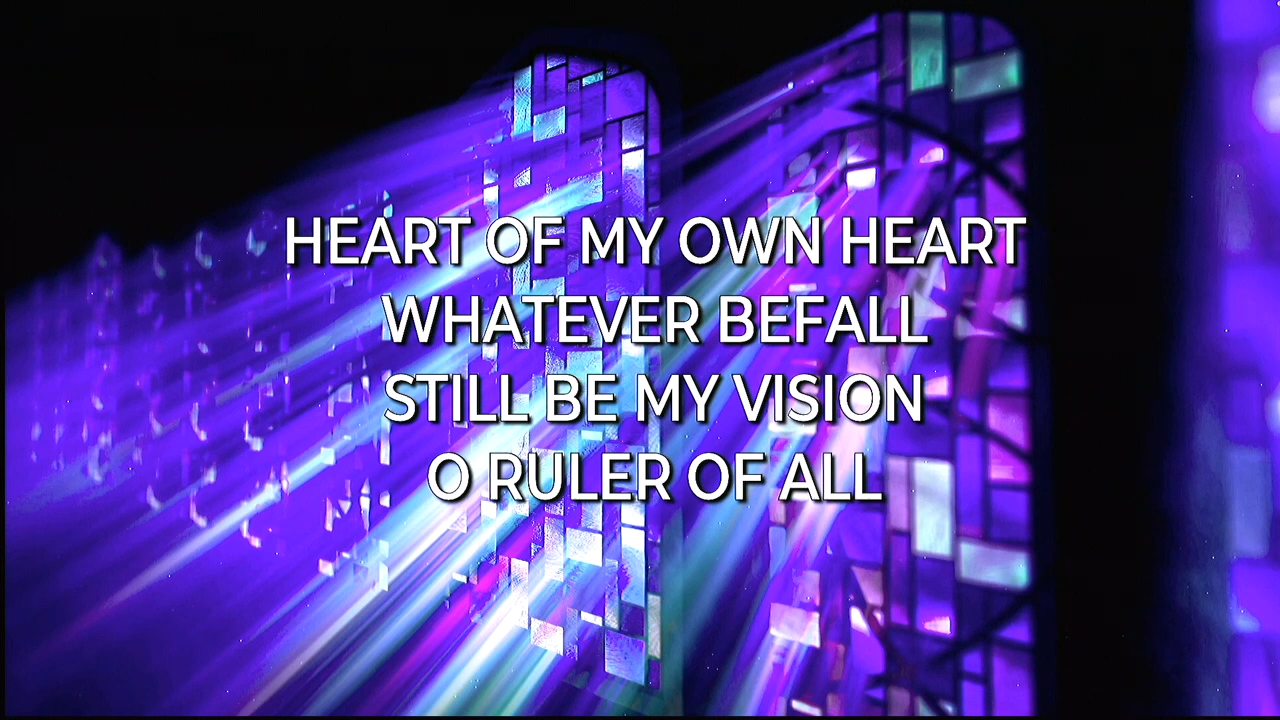 HEART OF MY OWN HEART
WHATEVER BEFALL
STILL BE MY VISION
O RULER OF ALL